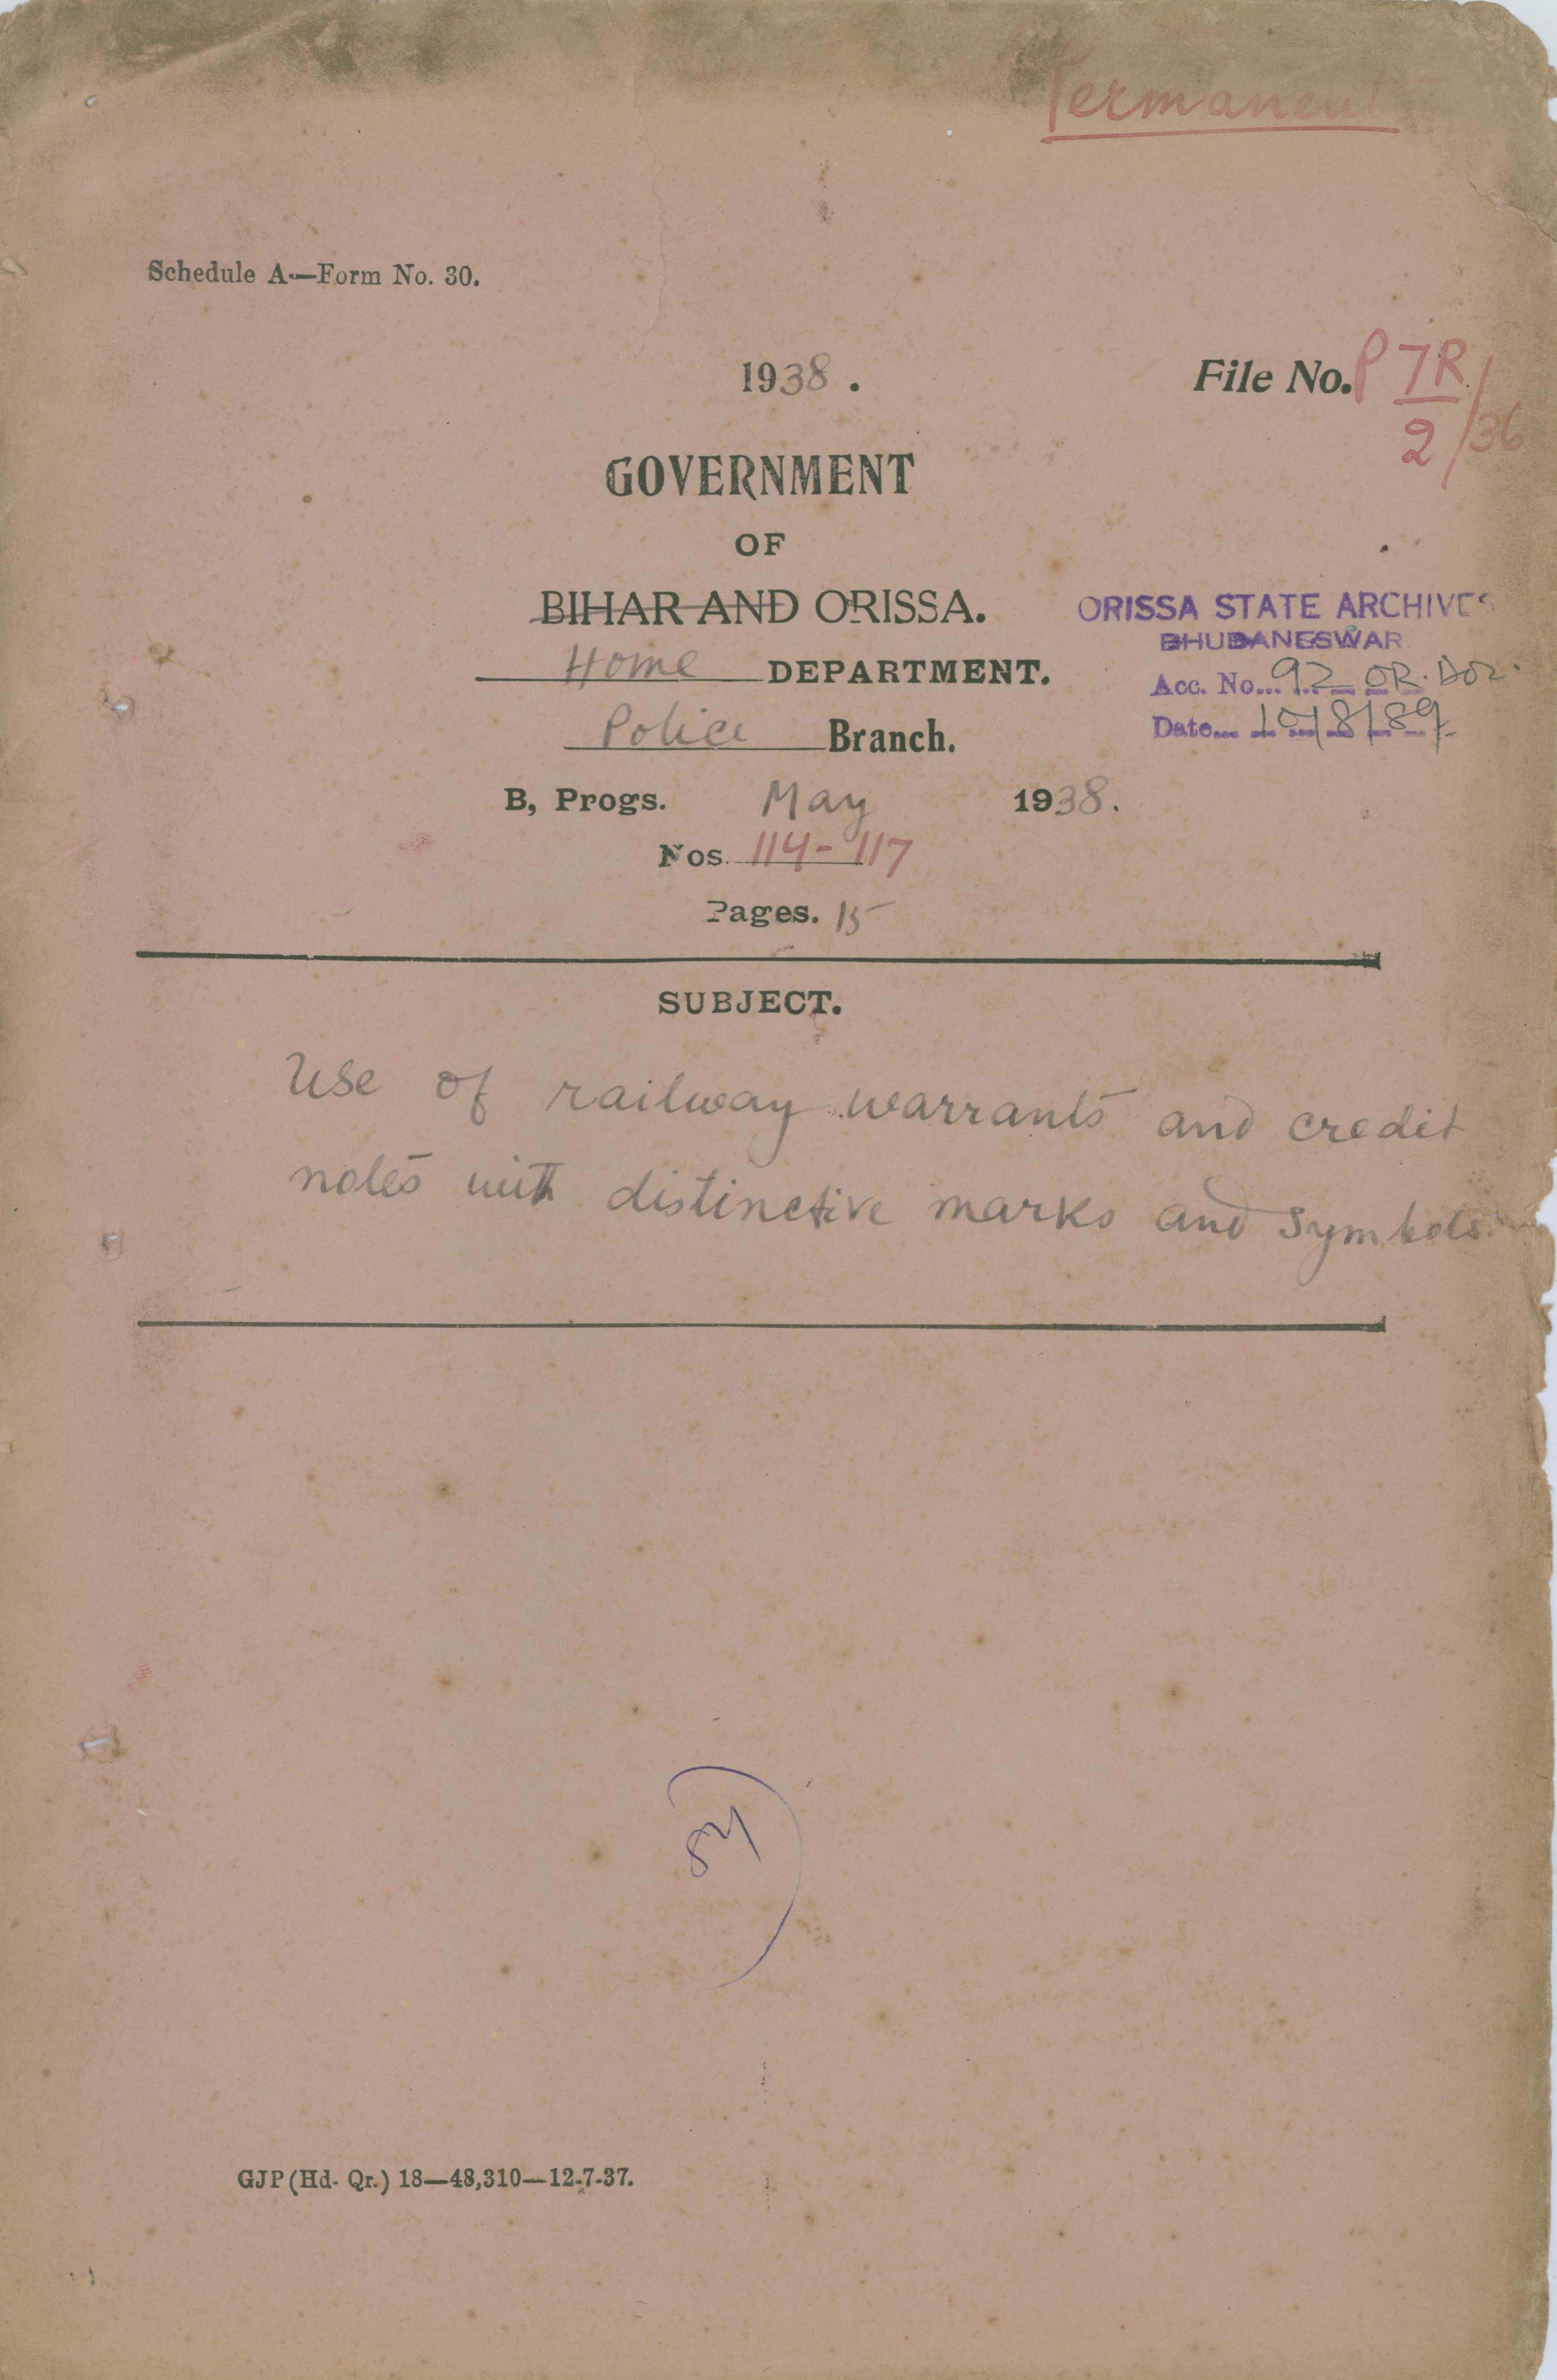 Permanent
Schedule A—Form No. 30.
1938.
File No. P 7R/2/36
GOVERNMENT
OF
BIHAR AND ORISSA.
ORISSA STATE ARCHIVES
BHUBANESWAR
Home DEPARTMENT.
Acc. No... 92 OR. DOR.
Police Branch.
Date... 10/8/89
B, Progs. May 1938.
Nos. 114-117
Pages. 15
SUBJECT.
Use of railway warrants and credit
notes with distinctive marks and symbols.
GJP (Hd- Qr.) 18—48,310—12-7-37.